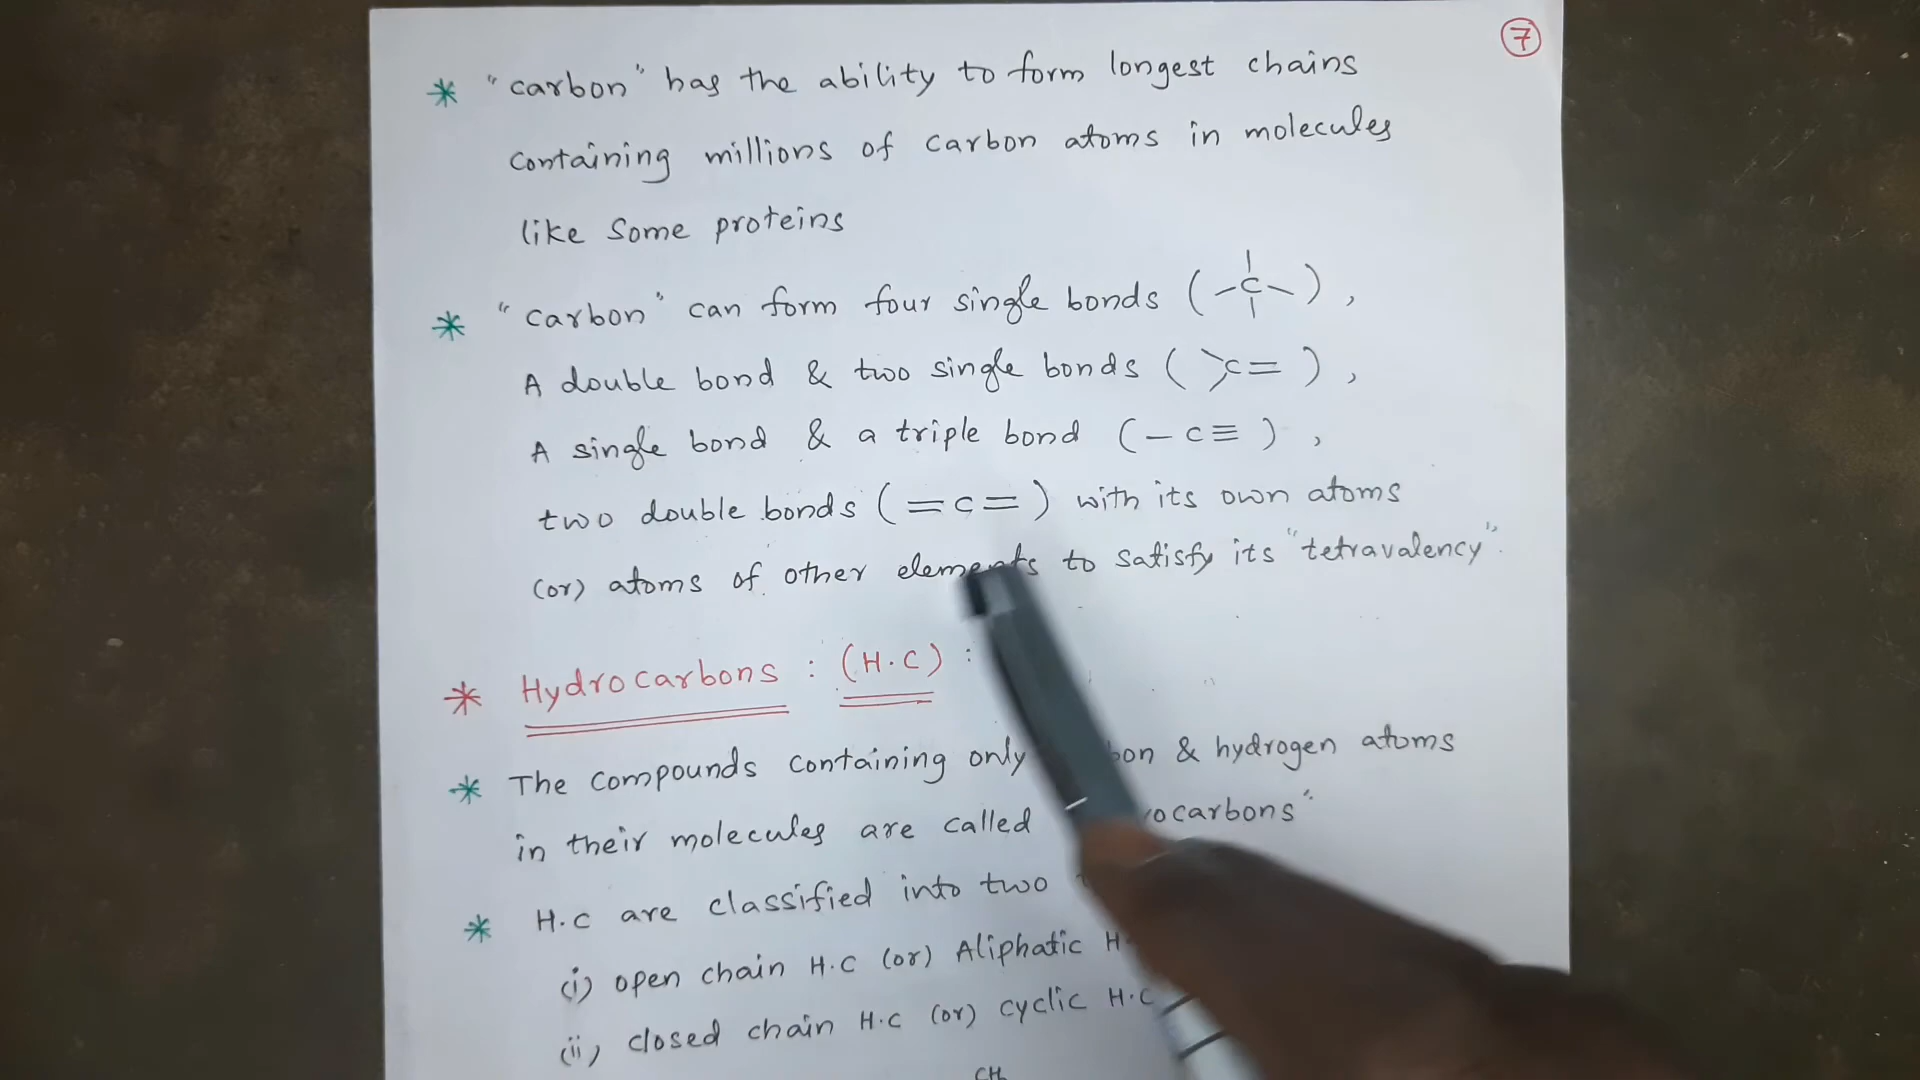 7
* "carbon" has the ability to form longest chains
containing millions of carbon atoms in molecules
like some proteins
* "carbon" can form four single bonds ( -C- ) ,
A double bond & two single bonds ( >C= ) ,
A single bond & a triple bond ( - C ≡ ) ,
two double bonds ( = C = ) with its own atoms
(or) atoms of other elements to satisfy its "tetravalency".
* Hydrocarbons : (H.C) :
* The compounds containing only & hydrogen atoms
in their molecules are called
* H.C are classified into two
(i) open chain H.C (or) Aliphatic
(ii) closed chain H.C (or) cyclic H.C
CH